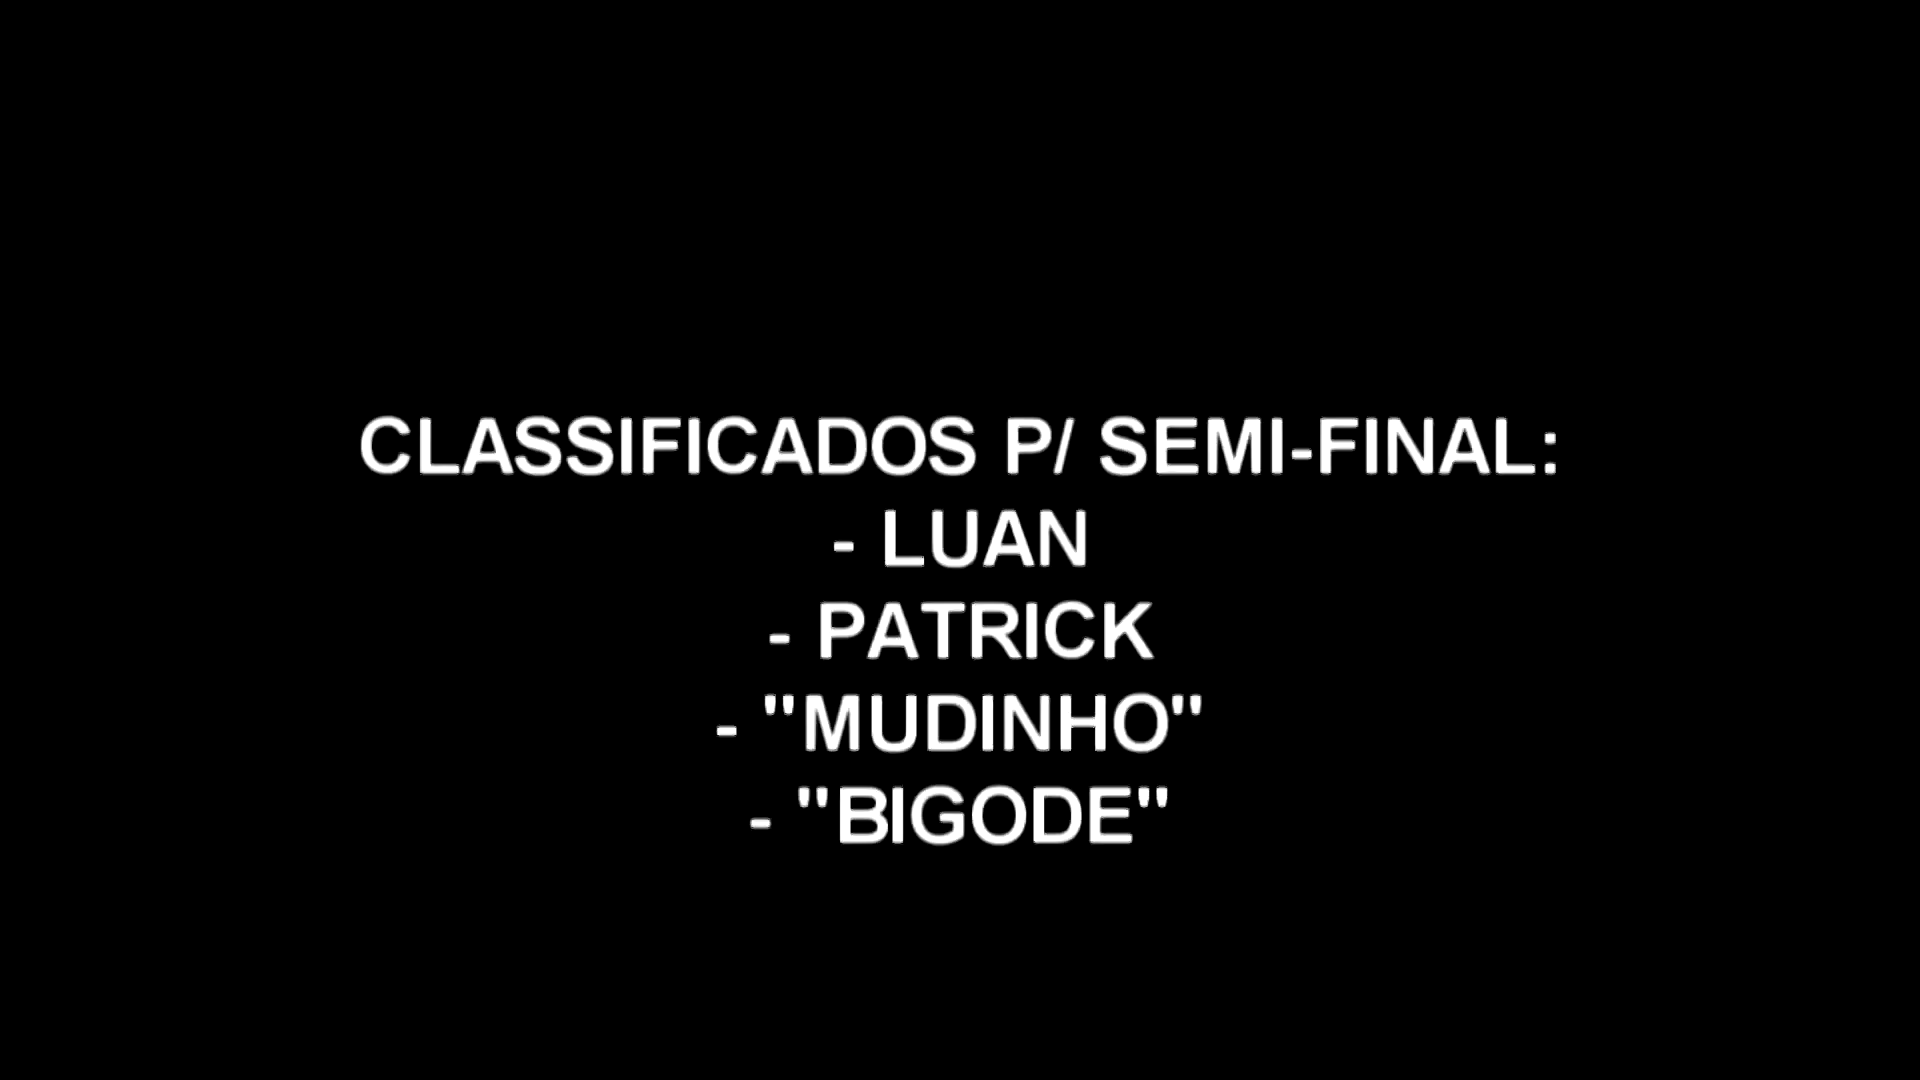 CLASSIFICADOS P/ SEMI-FINAL:
- LUAN
- PATRICK
- "MUDINHO"
- "BIGODE"